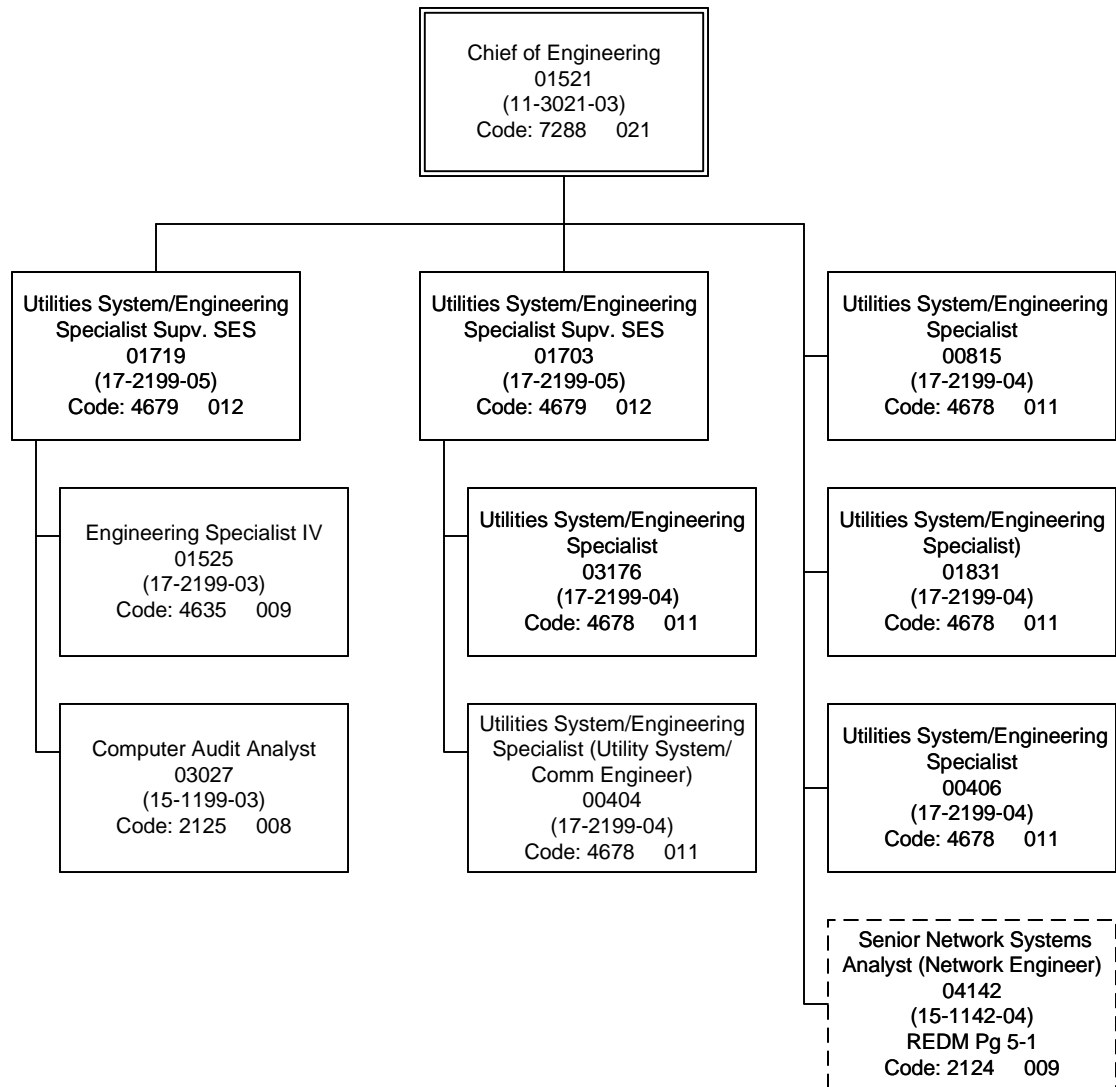 Chief of Engineering
01521
(11-3021-03)
Code: 7288 021
Utilities System/Engineering
Specialist Supv. SES
01719
(17-2199-05)
Code: 4679 012
Engineering Specialist IV
01525
(17-2199-03)
Code: 4635 009
Computer Audit Analyst
03027
(15-1199-03)
Code: 2125 008
Utilities System/Engineering
Specialist Supv. SES
01703
(17-2199-05)
Code: 4679 012
Utilities System/Engineering
Specialist
03176
(17-2199-04)
Code: 4678 011
Utilities System/Engineering
Specialist (Utility System/
Comm Engineer)
00404
(17-2199-04)
Code: 4678 011
Utilities System/Engineering
Specialist
00815
(17-2199-04)
Code: 4678 011
Utilities System/Engineering
Specialist)
01831
(17-2199-04)
Code: 4678 011
Utilities System/Engineering
Specialist
00406
(17-2199-04)
Code: 4678 011
Senior Network Systems
Analyst (Network Engineer)
04142
(15-1142-04)
REDM Pg 5-1
Code: 2124 009